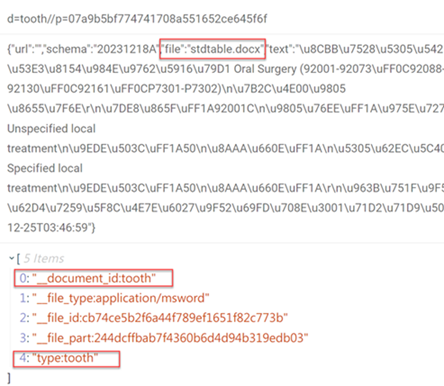 d=tooth//p=07a9b5bf774741708a551652ce645f6f
{"url":"","schema":"20231218A","file":"stdtable.docx","text":"\u8CBB\u7528\u5305\u542
\u53E3\u8154\u984E\u9762\u5916\u79D1 Oral Surgery (92001-92073\uFF0C92088-
92130\uFF0C92161\uFF0CP7301-P7302)\n\u7B2C\u4E00\u9805
\u8655\u7F6E\r\n\u7DE8\u865F\uFF1A92001C\n\u9805\u76EE\uFF1A\u975E\u727
Unspecified local
treatment\n\u9EDE\u503C\uFF1A50\n\u8AAA\u660E\uFF1A\n\u5305\u62EC\u5C40
Specified local
treatment\n\u9EDE\u503C\uFF1A\n\u8AAA\u660E\uFF1A\r\n\u963B\u751F\u9F5
\u62D4\u7259\u5F8C\u4E7E\u6027\u9F52\u69FD\u708E\u3001\u71D2\u71D9\u50
12-25T03:46:59"}
[ 5 Items
0: "__document_id:tooth"
1: "__file_type:application/msword"
2: "__file_id:cb74ce5b2f6a44f789ef1651f82c773b"
3: "__file_part:244dcffbab7f4360b6d4d94b319edb03"
4: "type:tooth"
]